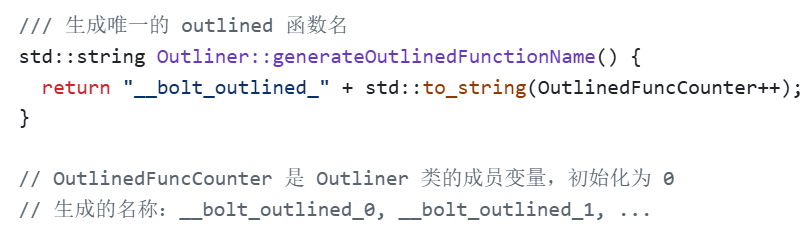 /// 生成唯一的 outlined 函数名
std::string Outliner::generateOutlinedFunctionName() {
  return "__bolt_outlined_" + std::to_string(OutlinedFuncCounter++);
}

// OutlinedFuncCounter 是 Outliner 类的成员变量，初始化为 0
// 生成的名称：__bolt_outlined_0, __bolt_outlined_1, ...